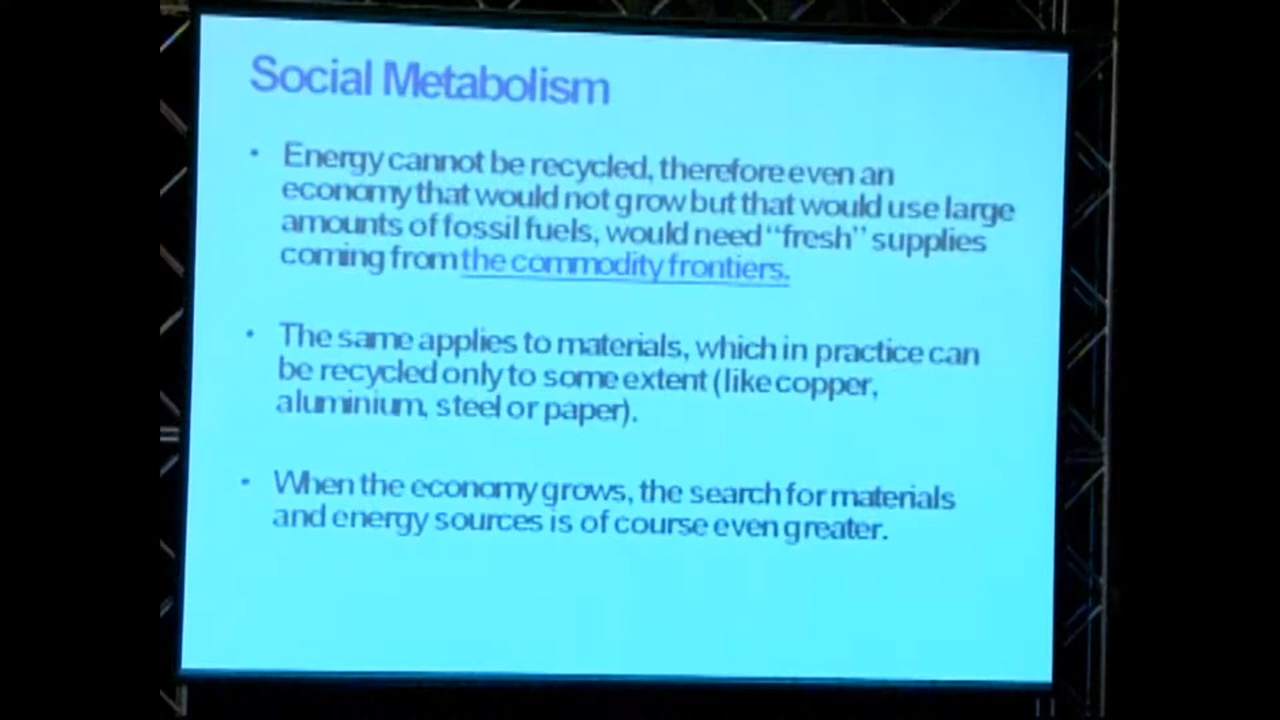 Social Metabolism
• Energy cannot be recycled, therefore even an
economy that would not grow but that would use large
amounts of fossil fuels, would need “fresh” supplies
coming from the commodity frontiers.
• The same applies to materials, which in practice can
be recycled only to some extent (like copper,
aluminium, steel or paper).
• When the economy grows, the search for materials
and energy sources is of course even greater.